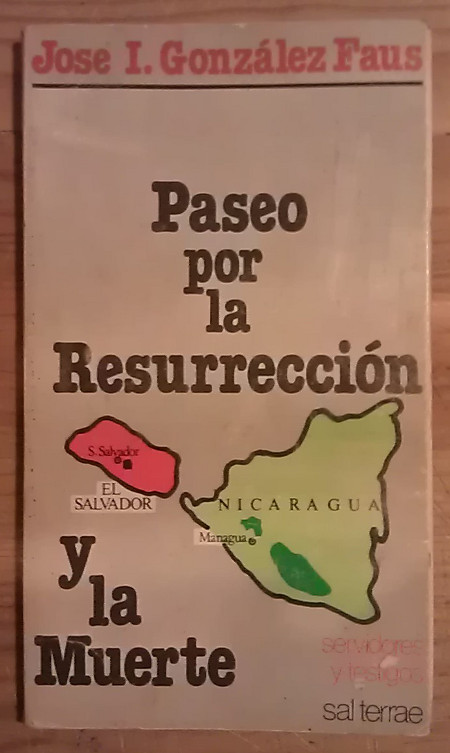 Jose I. González Faus
Paseo
por
la
Resurrección
S. Salvador
EL
SALVADOR
NICARAGUA
Managua
y
la
Muerte
servidores
y testigos
sal terrae